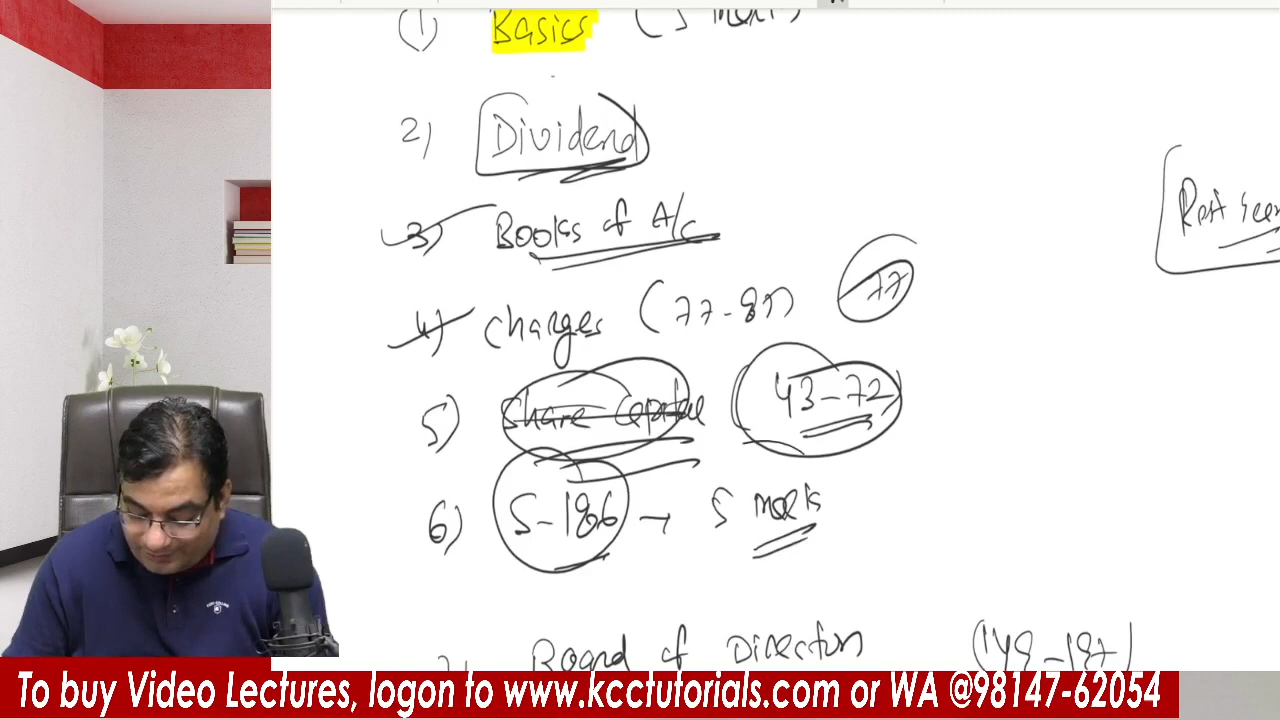 (1) Basics (5
2) Dividend
3) Books of A/c
4) Charges (77-87) 77
5) Share Capital 43-72
6) S-186 → 5 marks
Board of Directors (149-187)
To buy Video Lectures, logon to www.kcctutorials.com or WA @98147-62054